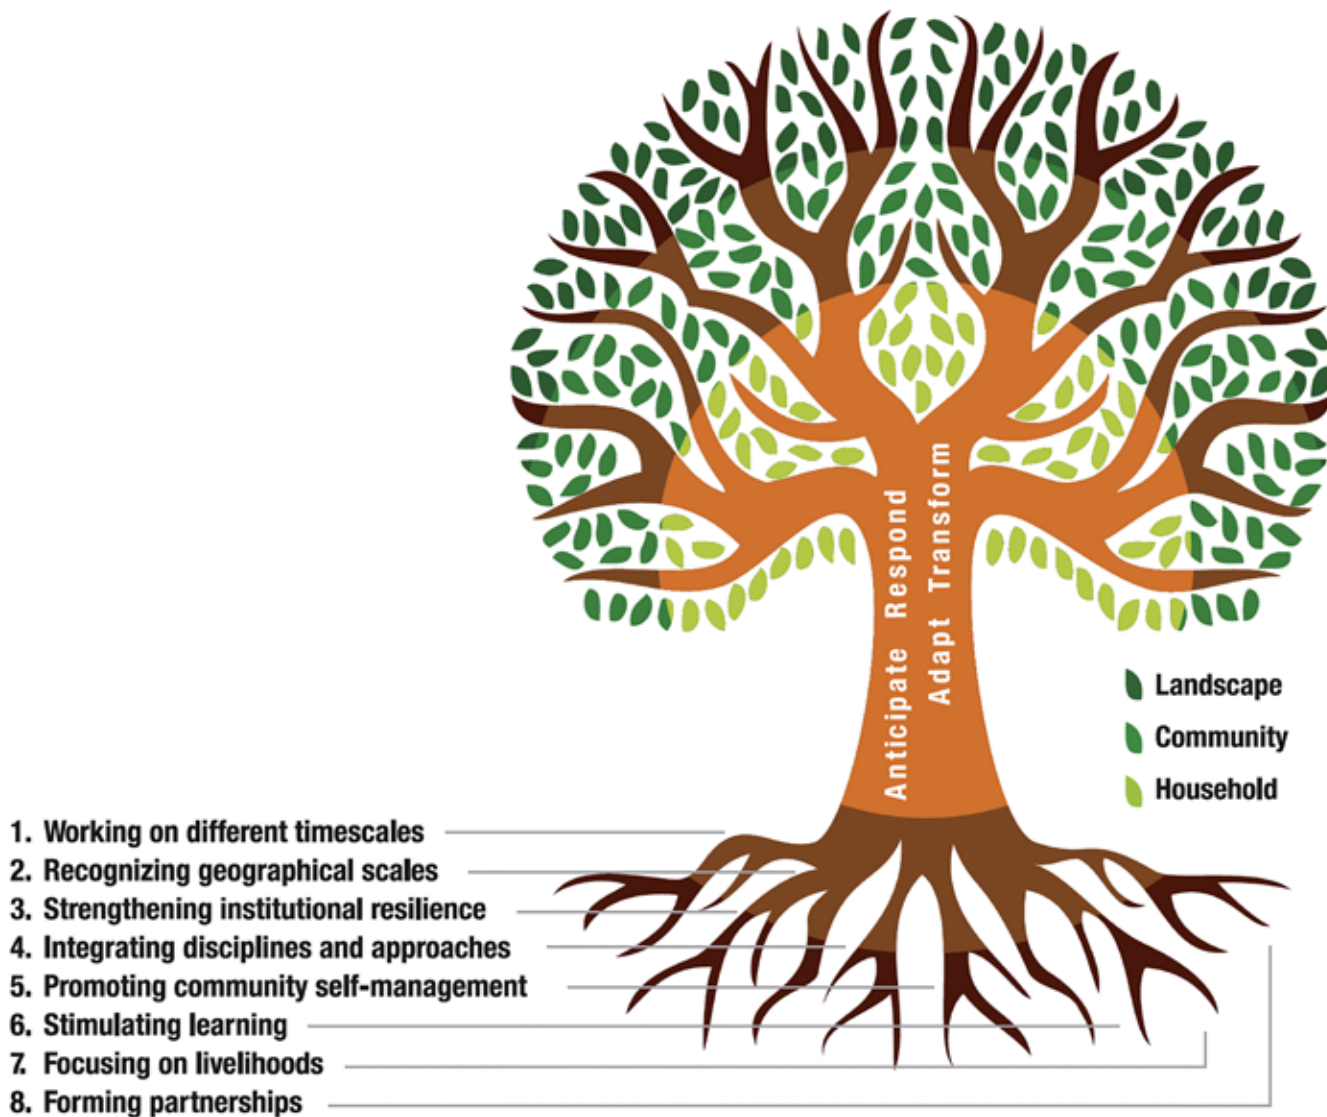 Anticipate Respond
Adapt Transform
Landscape
Community
Household
1. Working on different timescales
2. Recognizing geographical scales
3. Strengthening institutional resilience
4. Integrating disciplines and approaches
5. Promoting community self-management
6. Stimulating learning
7. Focusing on livelihoods
8. Forming partnerships